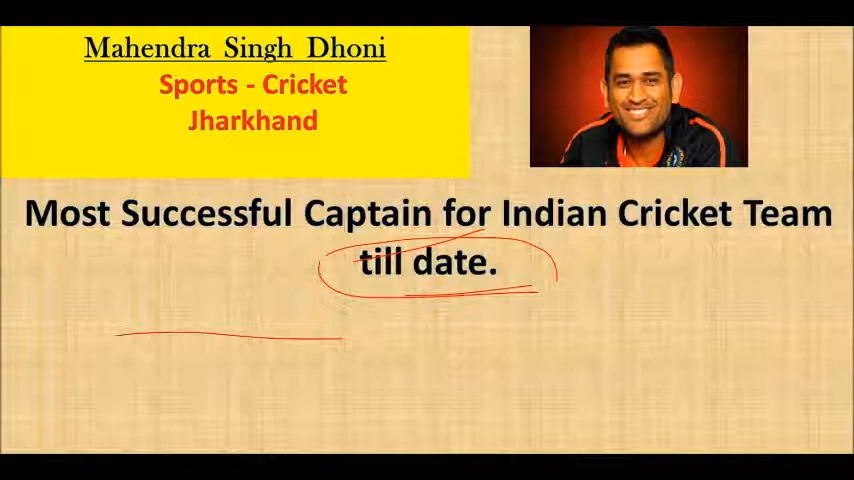 Mahendra Singh Dhoni
Sports - Cricket
Jharkhand
Most Successful Captain for Indian Cricket Team
till date.